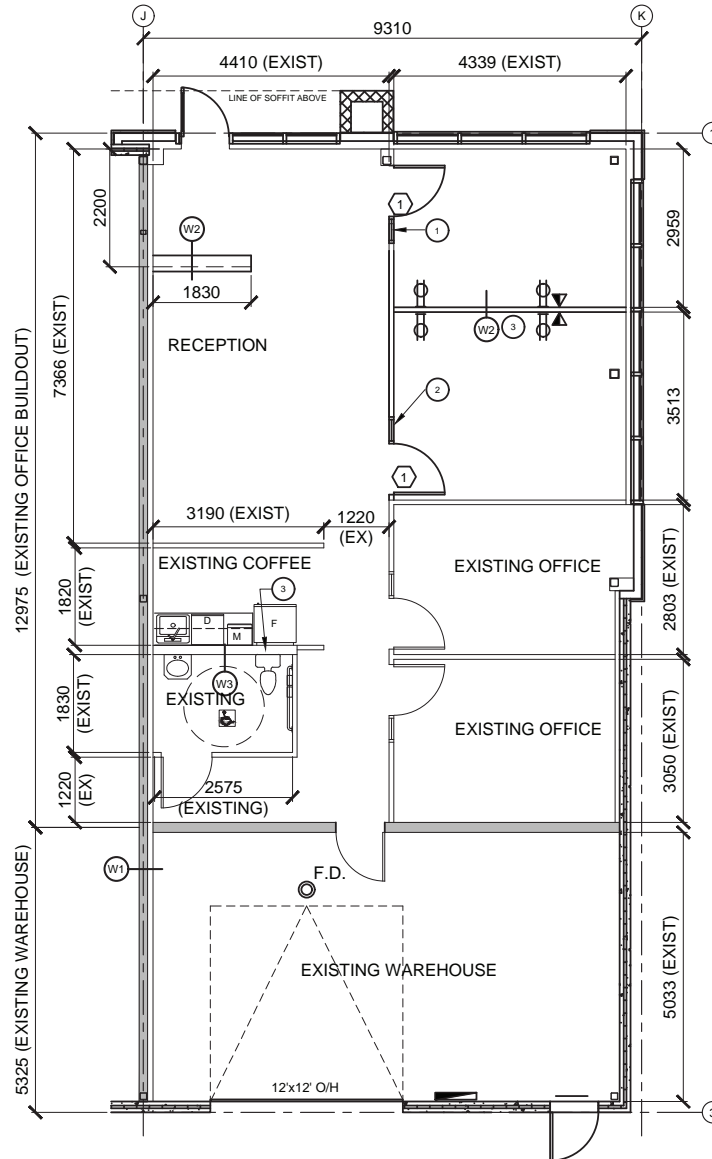 J
K
9310
4410 (EXIST)
4339 (EXIST)
LINE OF SOFFIT ABOVE
1
2200
W2
1830
1
1
2959
W2
3
RECEPTION
7366 (EXIST)
12975 (EXISTING OFFICE BUILDOUT)
2
3513
1
3190 (EXIST)
1220
(EX)
EXISTING COFFEE
1820
(EXIST)
3
EXISTING OFFICE
2803 (EXIST)
D
M
F
W3
EXISTING
1830
(EXIST)
EXISTING OFFICE
3050 (EXIST)
1220
(EX)
2575
(EXISTING)
W1
F.D.
EXISTING WAREHOUSE
5325 (EXISTING WAREHOUSE)
5033 (EXIST)
12'x12' O/H
3